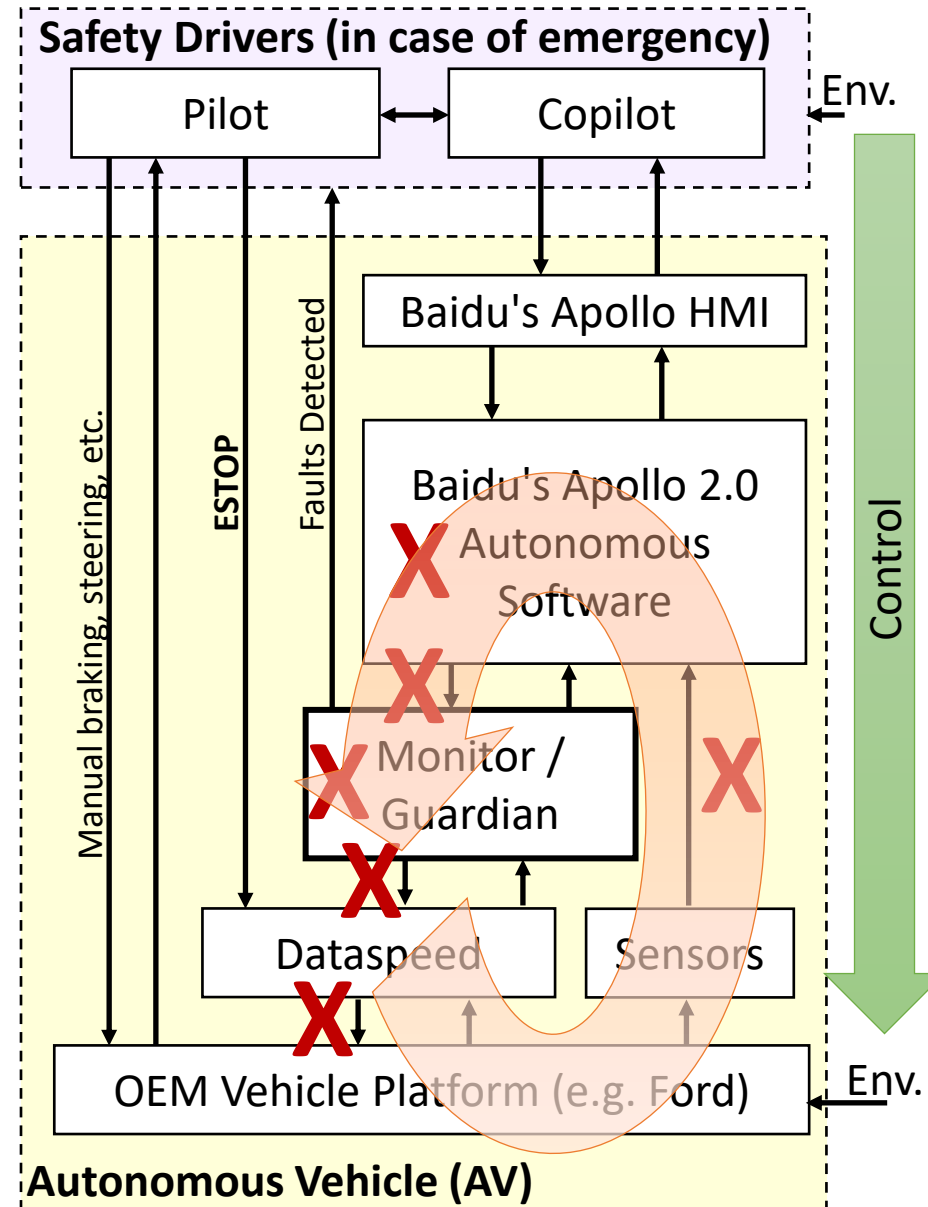 Safety Drivers (in case of emergency)
Pilot
Copilot
Env.
Baidu's Apollo HMI
Manual braking, steering, etc.
ESTOP
Faults Detected
Baidu's Apollo 2.0
Autonomous
Software
Control
X
X
X
X
X
X
Monitor /
Guardian
Dataspeed
Sensors
OEM Vehicle Platform (e.g. Ford)
Env.
Autonomous Vehicle (AV)